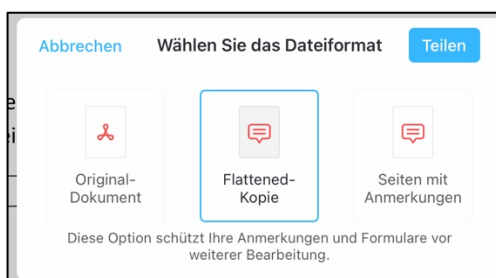 Abbrechen Wählen Sie das Dateiformat Teilen
Original-
Dokument
Flattened-
Kopie
Seiten mit
Anmerkungen
Diese Option schützt Ihre Anmerkungen und Formulare vor
weiterer Bearbeitung.